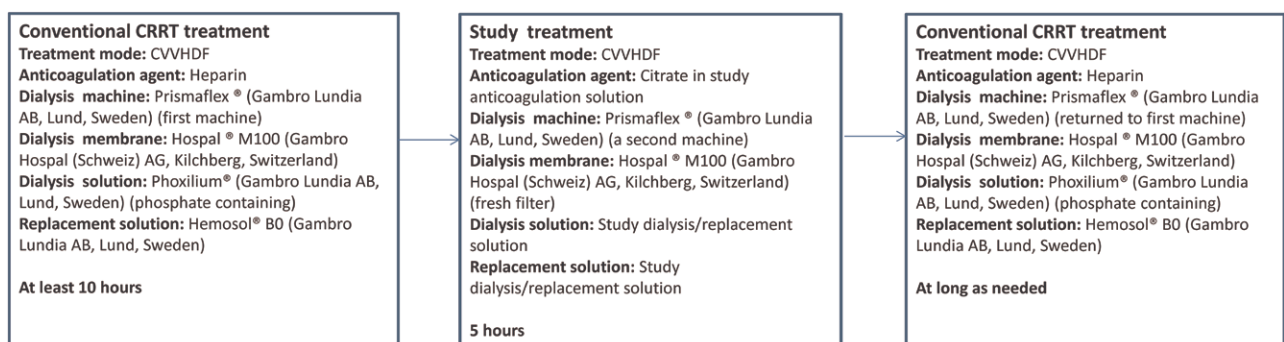 Conventional CRRT treatment
Treatment mode: CVVHDF
Anticoagulation agent: Heparin
Dialysis machine: Prismaflex ® (Gambro Lundia
AB, Lund, Sweden) (first machine)
Dialysis membrane: Hospal ® M100 (Gambro
Hospal (Schweiz) AG, Kilchberg, Switzerland)
Dialysis solution: Phoxilium® (Gambro Lundia AB,
Lund, Sweden) (phosphate containing)
Replacement solution: Hemosol® B0 (Gambro
Lundia AB, Lund, Sweden)
At least 10 hours
Study treatment
Treatment mode: CVVHDF
Anticoagulation agent: Citrate in study
anticoagulation solution
Dialysis machine: Prismaflex ® (Gambro Lundia
AB, Lund, Sweden) (a second machine)
Dialysis membrane: Hospal ® M100 (Gambro
Hospal (Schweiz) AG, Kilchberg, Switzerland)
(fresh filter)
Dialysis solution: Study dialysis/replacement
solution
Replacement solution: Study
dialysis/replacement solution
5 hours
Conventional CRRT treatment
Treatment mode: CVVHDF
Anticoagulation agent: Heparin
Dialysis machine: Prismaflex ® (Gambro Lundia
AB, Lund, Sweden) (returned to first machine)
Dialysis membrane: Hospal ® M100 (Gambro
Hospal (Schweiz) AG, Kilchberg, Switzerland)
Dialysis solution: Phoxilium® (Gambro Lundia
AB, Lund, Sweden) (phosphate containing)
Replacement solution: Hemosol® B0 (Gambro
Lundia AB, Lund, Sweden)
At long as needed